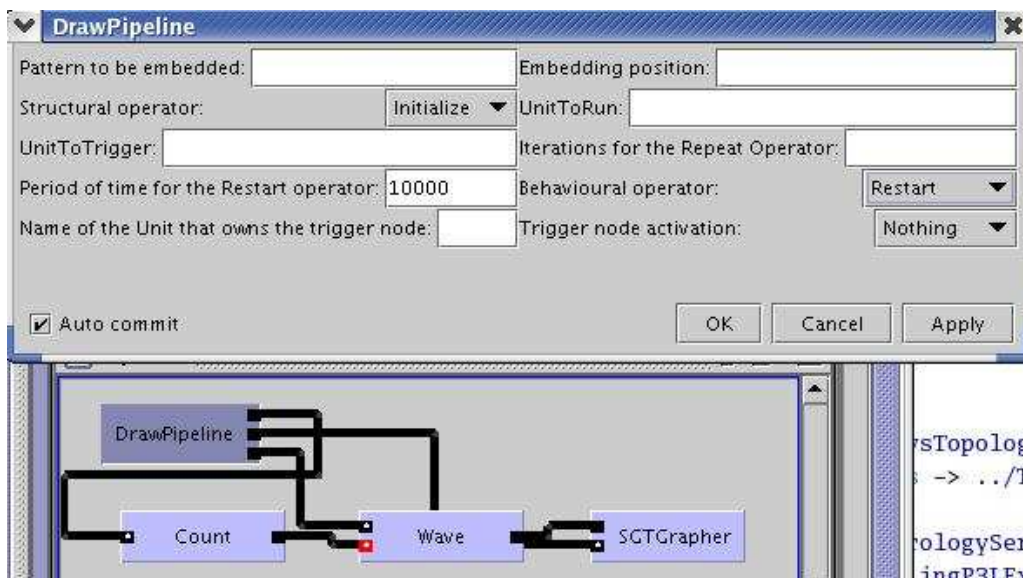 DrawPipeline
Pattern to be embedded: Embedding position:
Structural operator: Initialize UnitToRun:
UnitToTrigger: Iterations for the Repeat Operator:
Period of time for the Restart operator: 10000 Behavioural operator: Restart
Name of the Unit that owns the trigger node: Trigger node activation: Nothing
Auto commit OK Cancel Apply
DrawPipeline
Count Wave SGTGrapher
-> ../